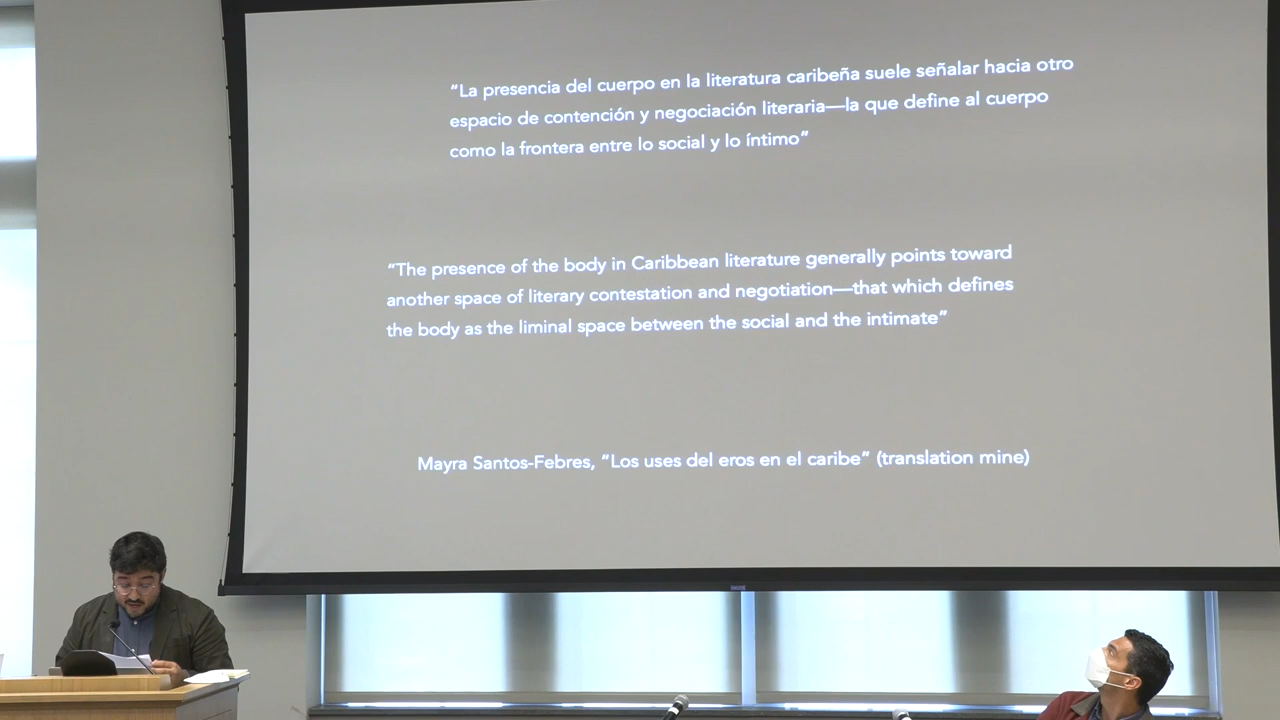 “La presencia del cuerpo en la literatura caribeña suele señalar hacia otro
espacio de contención y negociación literaria—la que define al cuerpo
como la frontera entre lo social y lo íntimo”
“The presence of the body in Caribbean literature generally points toward
another space of literary contestation and negotiation—that which defines
the body as the liminal space between the social and the intimate”
Mayra Santos-Febres, “Los uses del eros en el caribe” (translation mine)